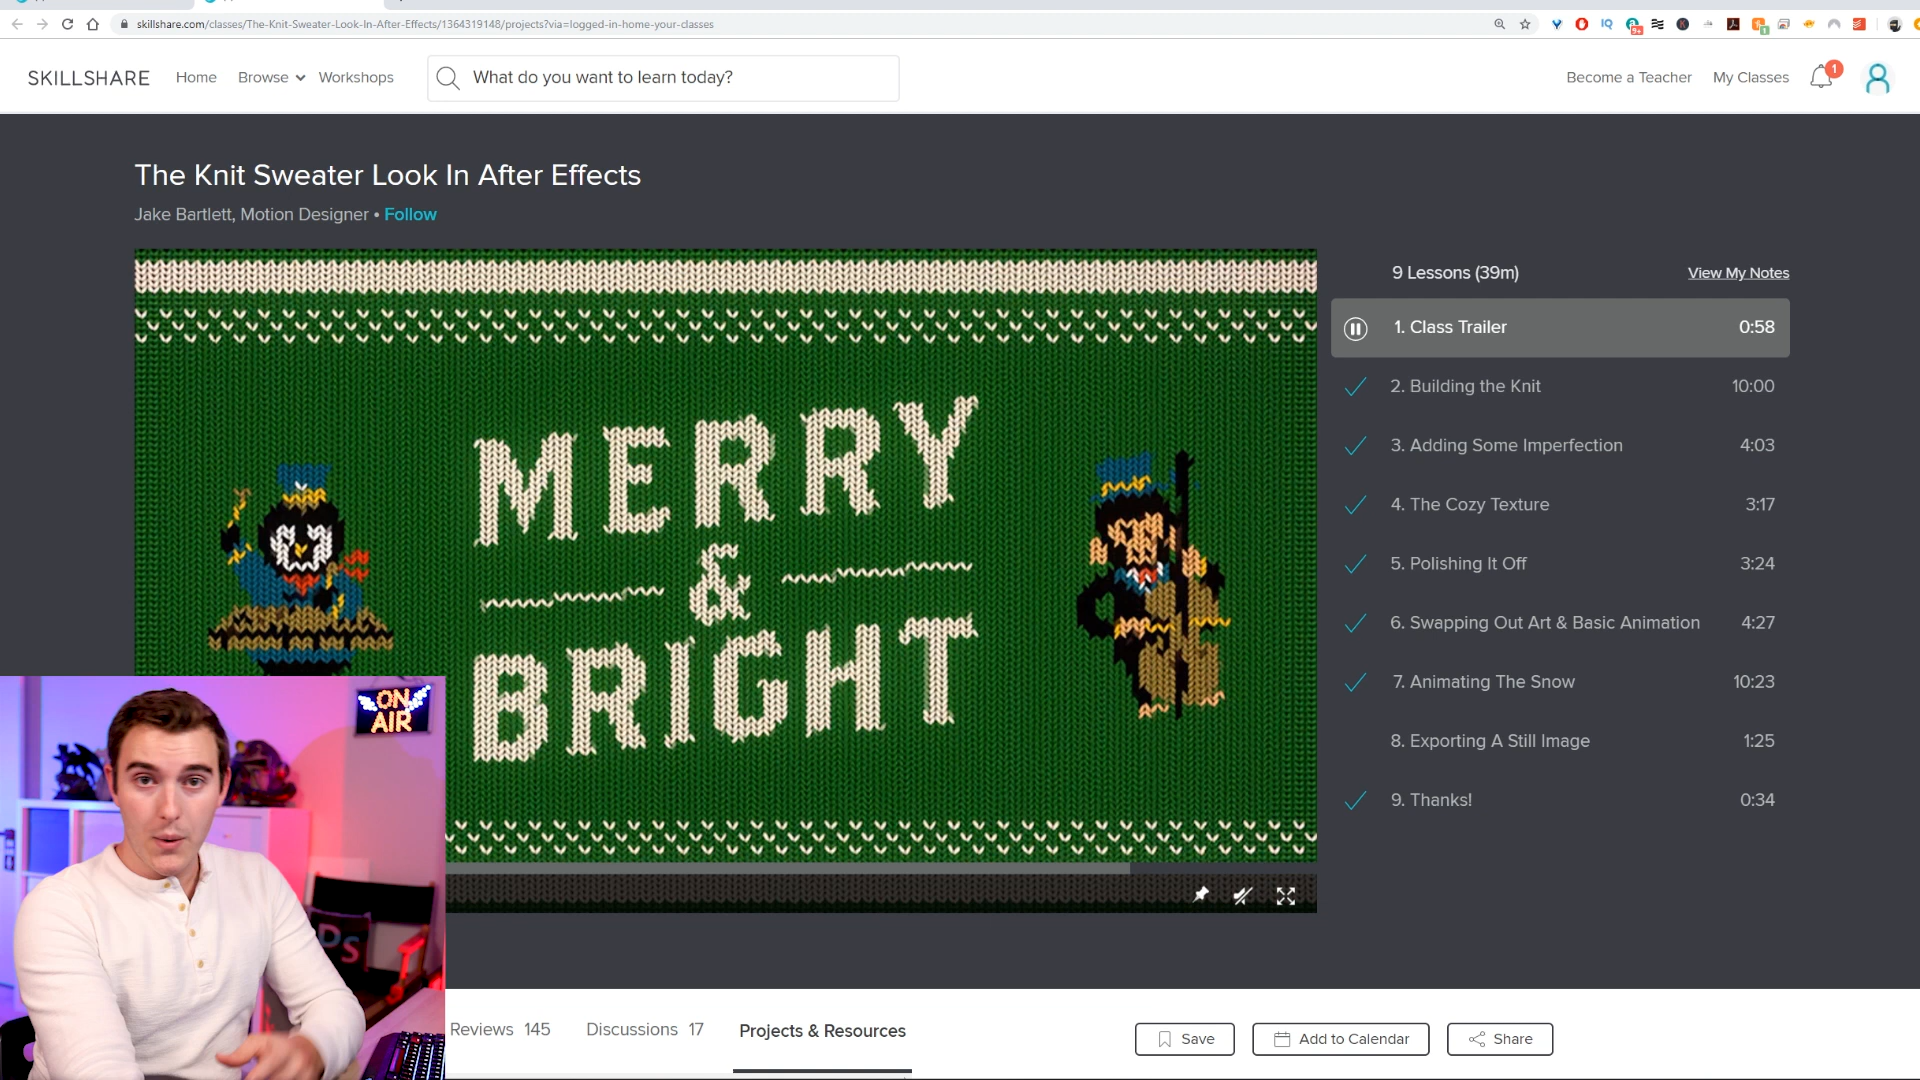 skillshare.com/classes/The-Knit-Sweater-Look-In-After-Effects/1364319148/projects?via=logged-in-home-your-classes
SKILLSHARE
Home
Browse
Workshops
What do you want to learn today?
Become a Teacher
My Classes
1
The Knit Sweater Look In After Effects
Jake Bartlett, Motion Designer • Follow
MERRY
&
BRIGHT
9 Lessons (39m)
View My Notes
1. Class Trailer 0:58
2. Building the Knit 10:00
3. Adding Some Imperfection 4:03
4. The Cozy Texture 3:17
5. Polishing It Off 3:24
6. Swapping Out Art & Basic Animation 4:27
7. Animating The Snow 10:23
8. Exporting A Still Image 1:25
9. Thanks! 0:34
ON
AIR
PS
Reviews 145
Discussions 17
Projects & Resources
Save
Add to Calendar
Share